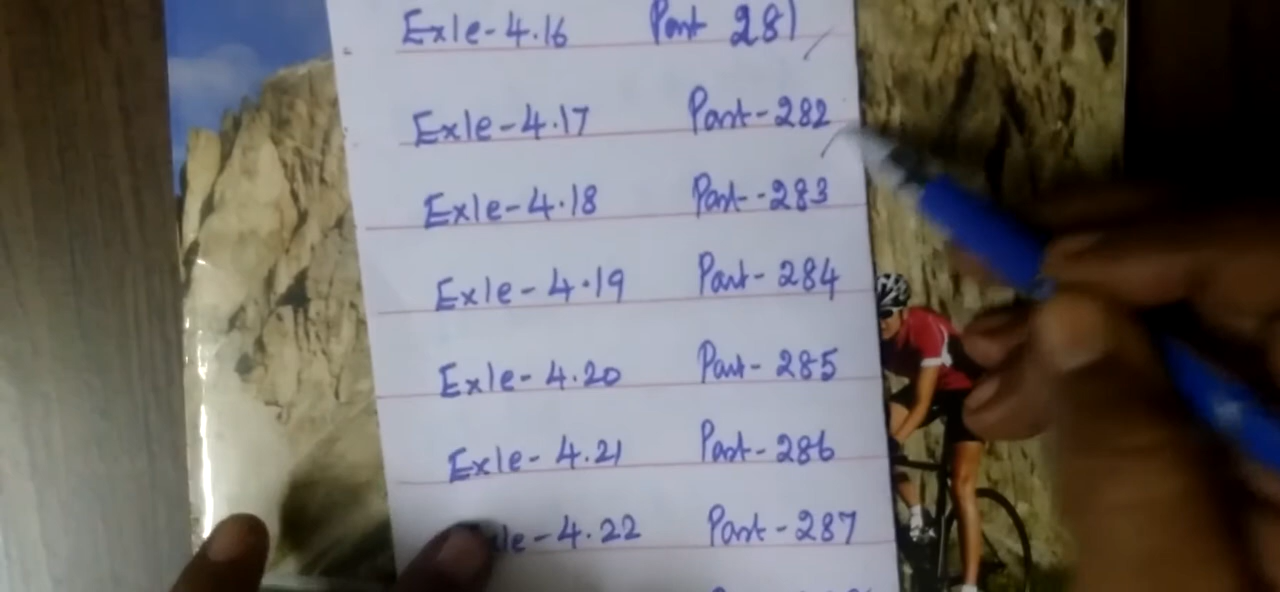 Exle-4.16 Part 281
Exle-4.17 Part-282
Exle-4.18 Part-283
Exle-4.19 Part-284
Exle-4.20 Part-285
Exle-4.21 Part-286
le-4.22 Part-287